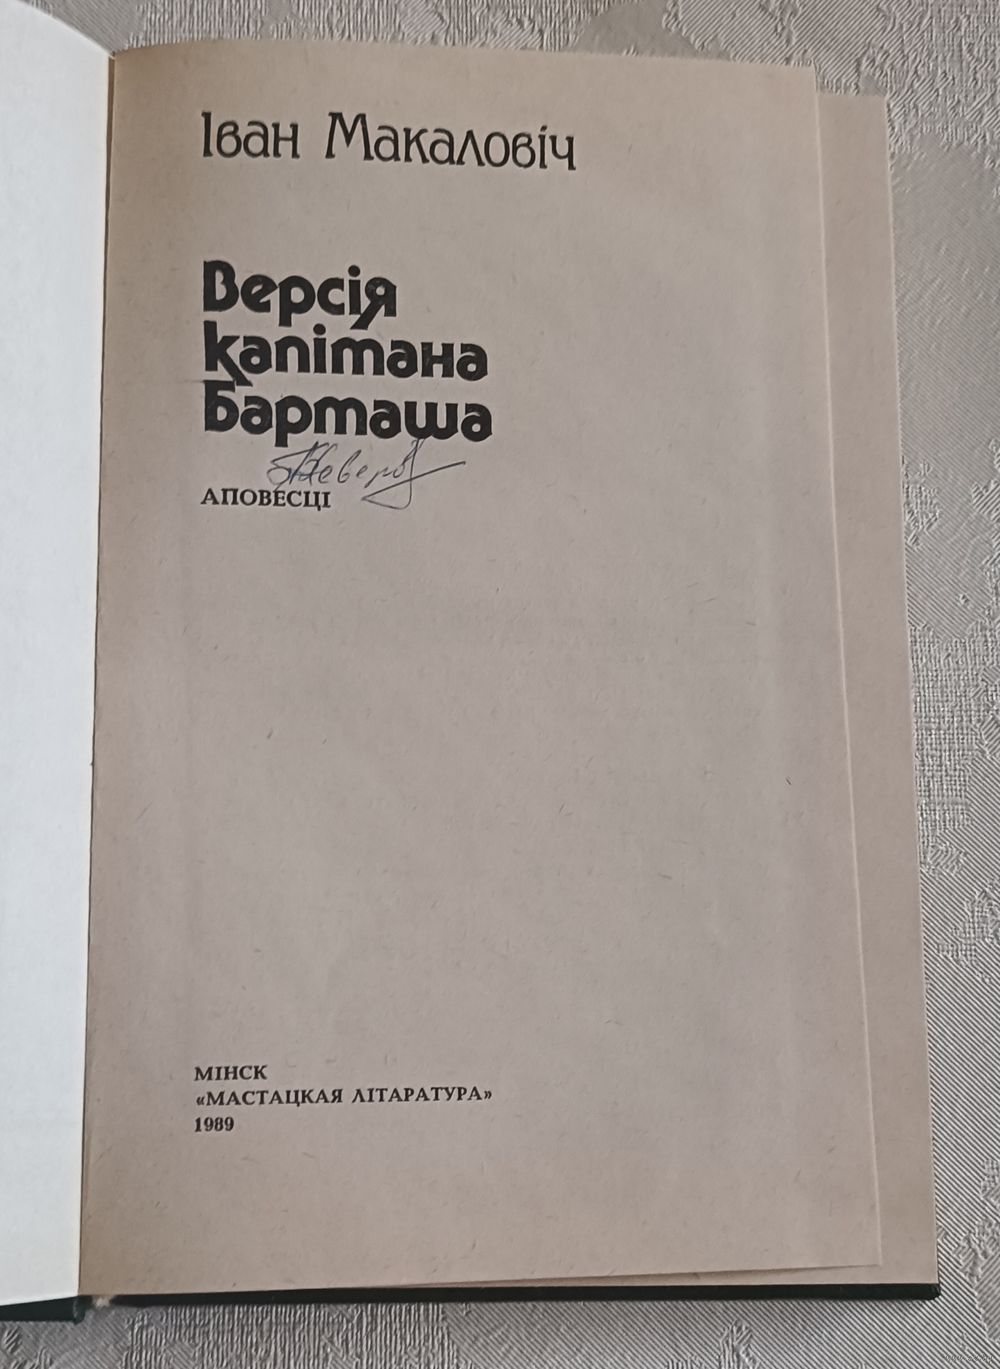 Іван Макаловіч
Версія
капітана
Барташа
АПОВЕСЦІ
МІНСК
«МАСТАЦКАЯ ЛІТАРАТУРА»
1989